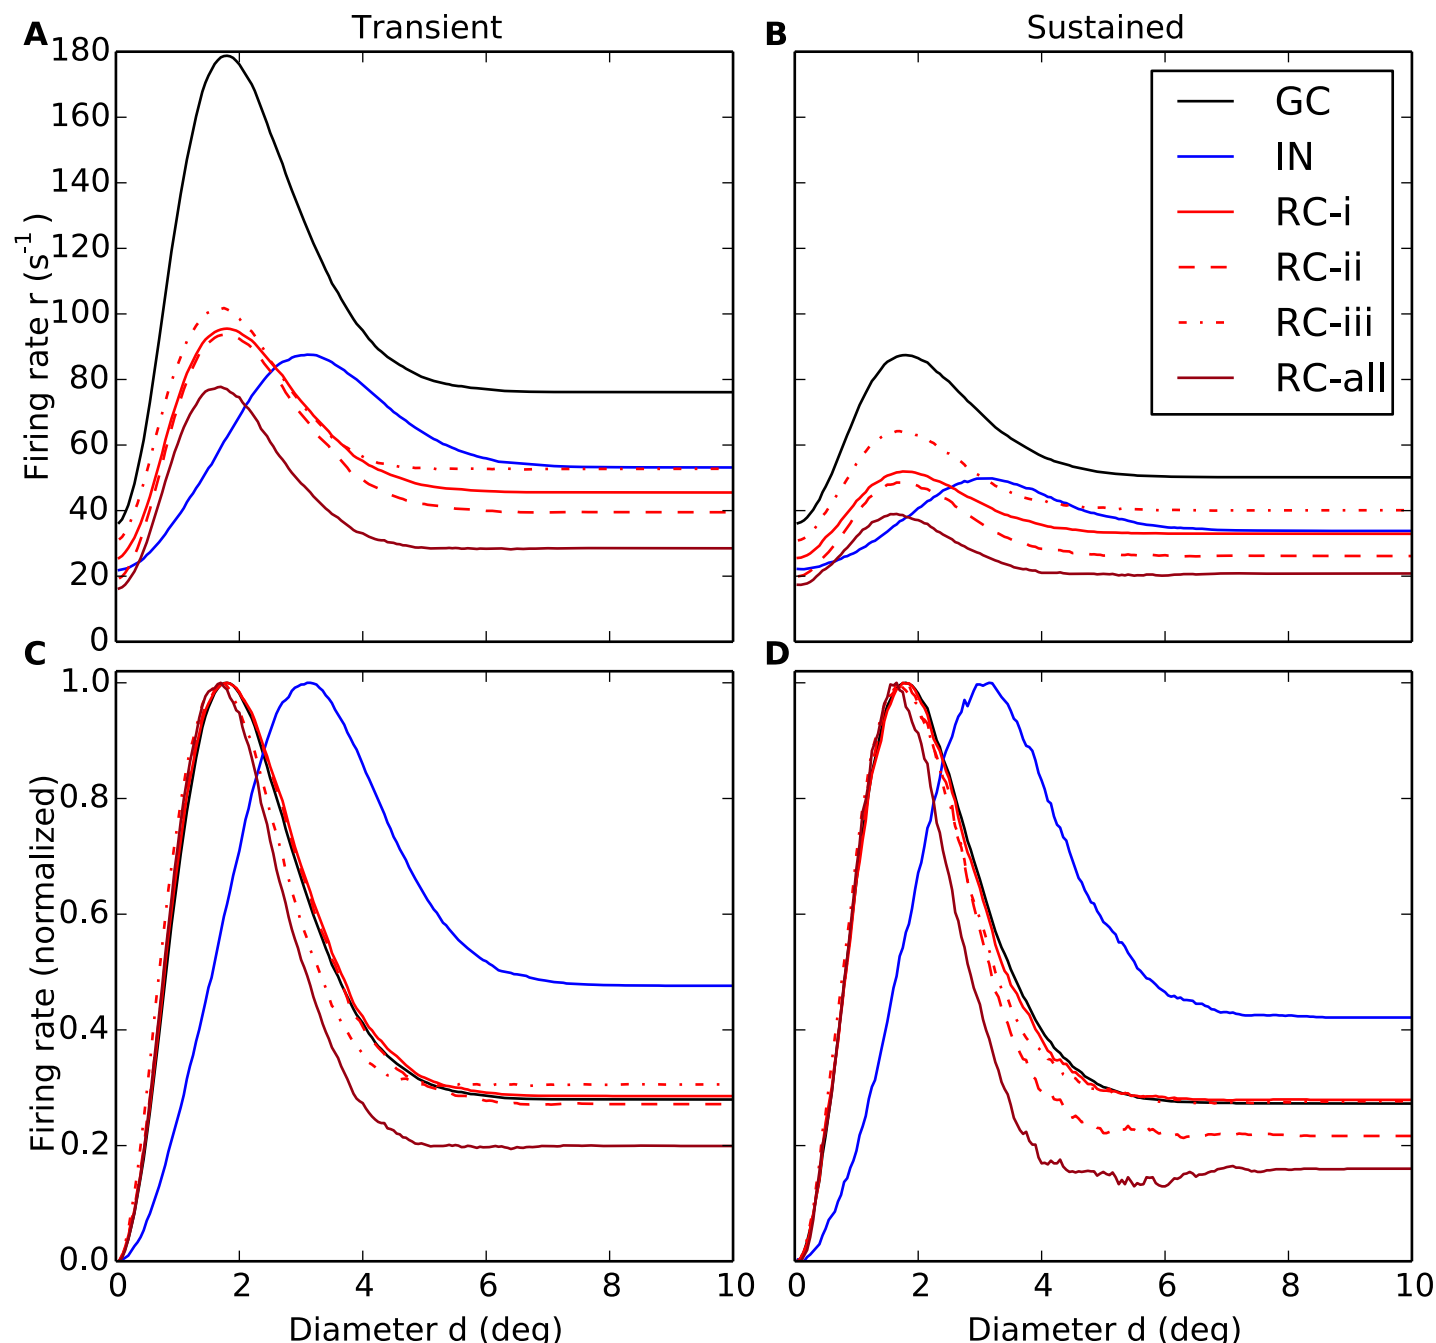 A Transient
B Sustained
180
160
140
120
100
80
60
40
20
0
Firing rate r (s⁻¹)
GC
IN
RC-i
RC-ii
RC-iii
RC-all
C
D
1.0
0.8
0.6
0.4
0.2
0.0
Firing rate (normalized)
0 2 4 6 8 10
0 2 4 6 8 10
Diameter d (deg)
Diameter d (deg)